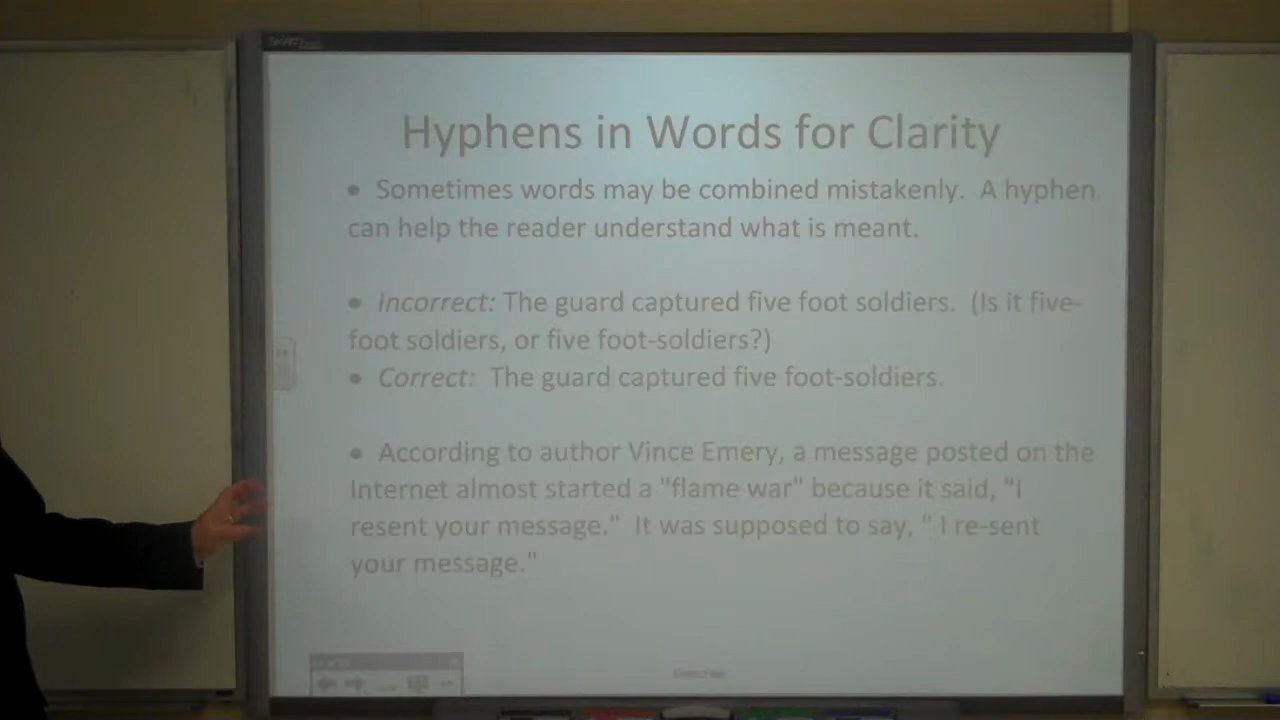 Hyphens in Words for Clarity
• Sometimes words may be combined mistakenly. A hyphen
can help the reader understand what is meant.
• Incorrect: The guard captured five foot soldiers. (Is it five-
foot soldiers, or five foot-soldiers?)
• Correct: The guard captured five foot-soldiers.
• According to author Vince Emery, a message posted on the
Internet almost started a "flame war" because it said, "I
resent your message." It was supposed to say, " I re-sent
your message."